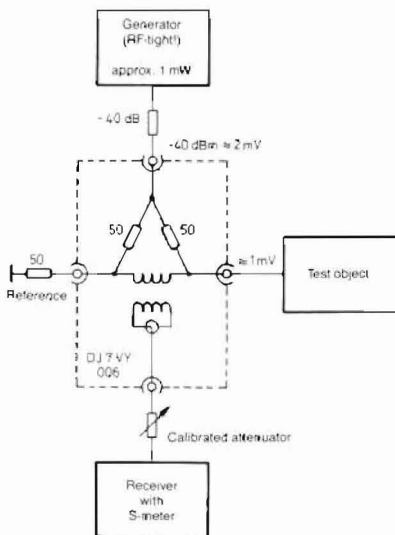 Generator
(RF-tight!)
approx. 1 mW
-40 dB
-40 dBm ≈ 2 mV
50
50
50
Reference
≈ 1 mV
Test object
DJ 7 VY
006
Calibrated attenuator
Receiver
with
S-meter